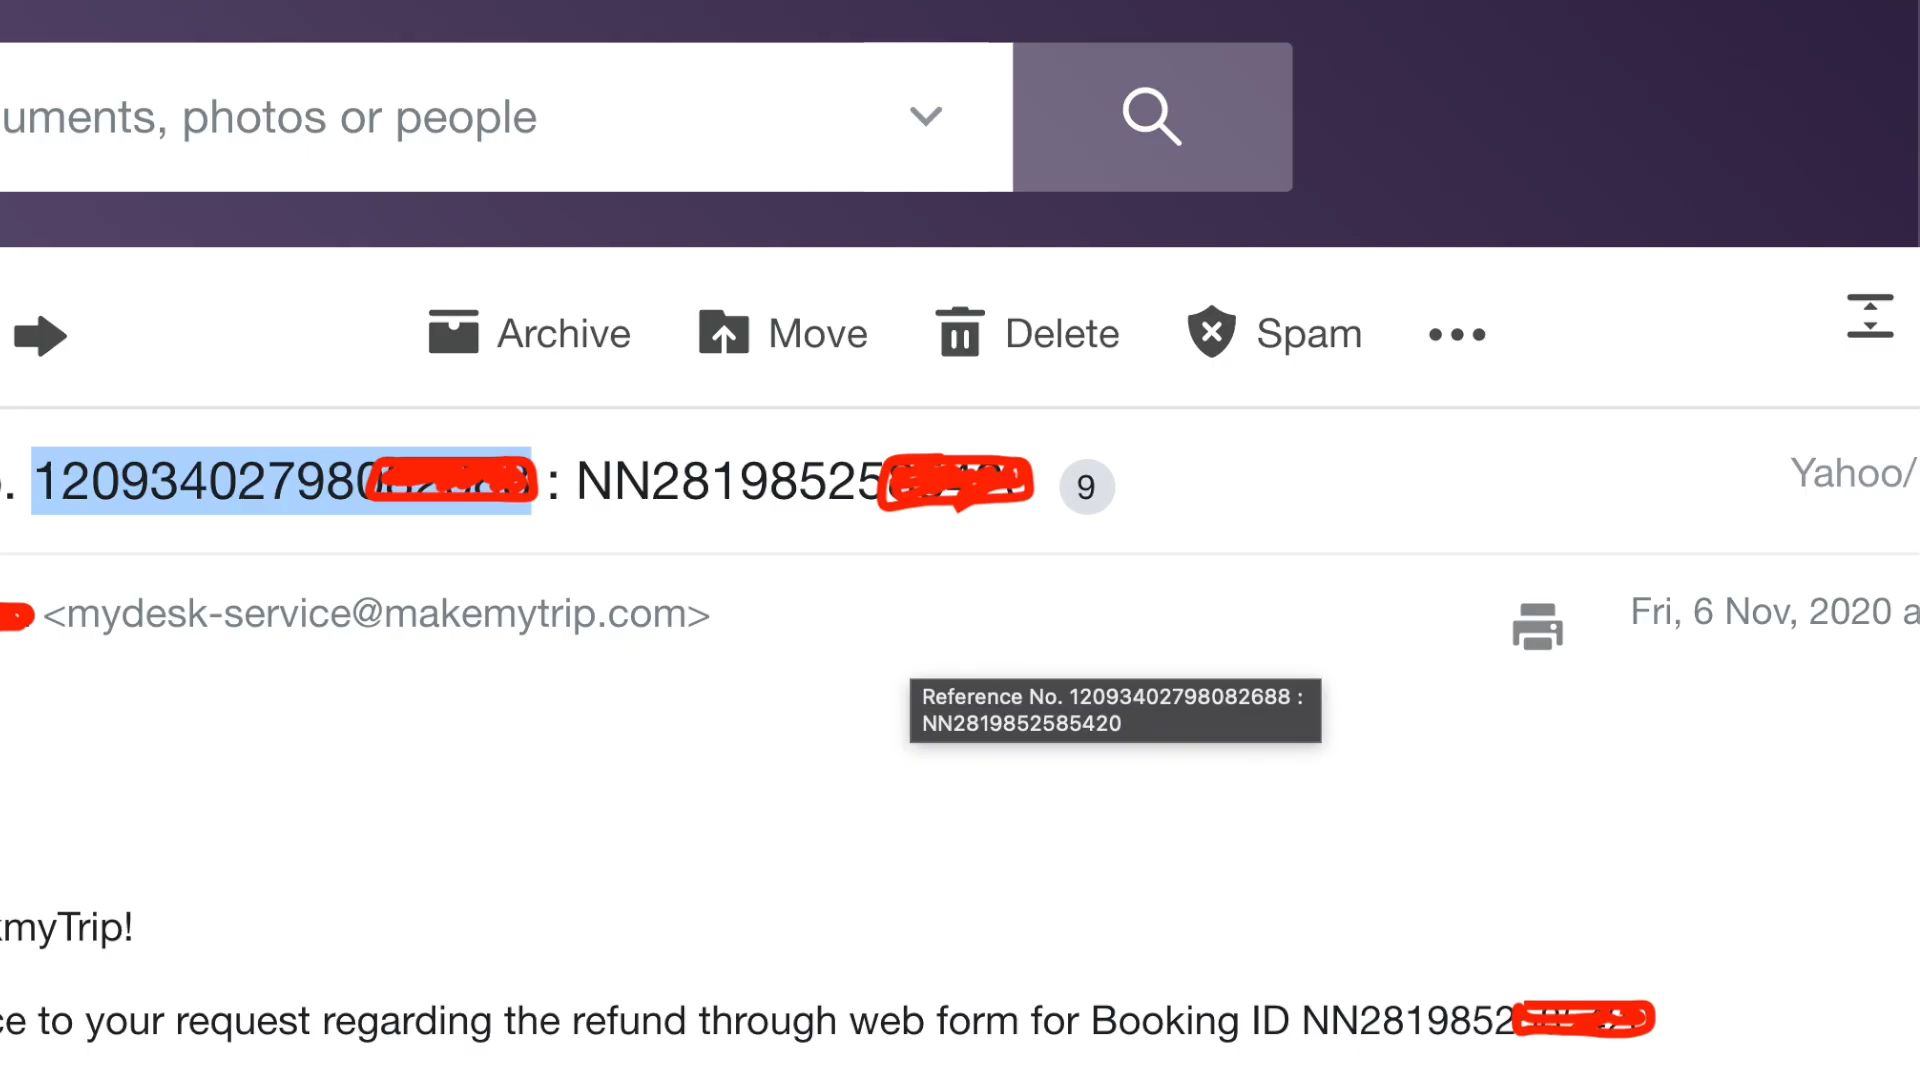 uments, photos or people
Archive Move Delete Spam
. 120934027980 : NN28198525 9 Yahoo/
<mydesk-service@makemytrip.com> Fri, 6 Nov, 2020 a
Reference No. 12093402798082688 :
NN2819852585420
myTrip!
ce to your request regarding the refund through web form for Booking ID NN2819852